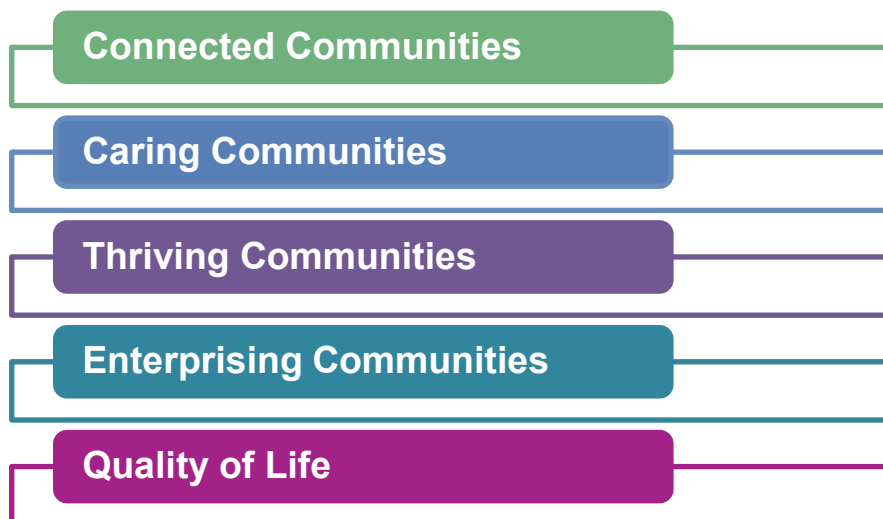 Connected Communities
Caring Communities
Thriving Communities
Enterprising Communities
Quality of Life